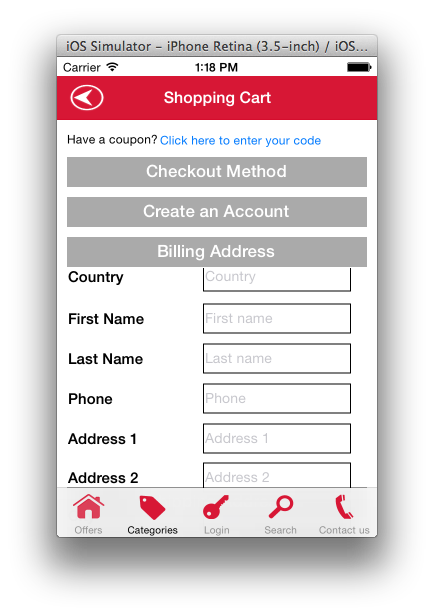 iOS Simulator - iPhone Retina (3.5-inch) / iOS...
Carrier 1:18 PM
Shopping Cart
Have a coupon? Click here to enter your code
Checkout Method
Create an Account
Billing Address
Country Country
First Name First name
Last Name Last name
Phone Phone
Address 1 Address 1
Address 2 Address 2
Offers Categories Login Search Contact us